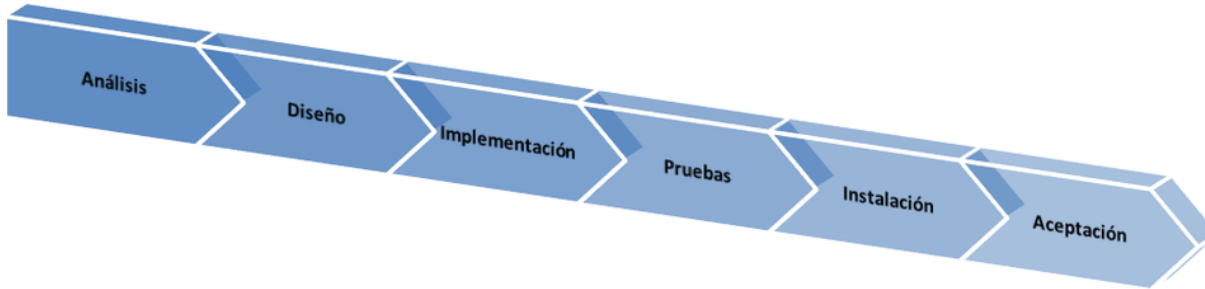 Análisis
Diseño
Implementación
Pruebas
Instalación
Aceptación